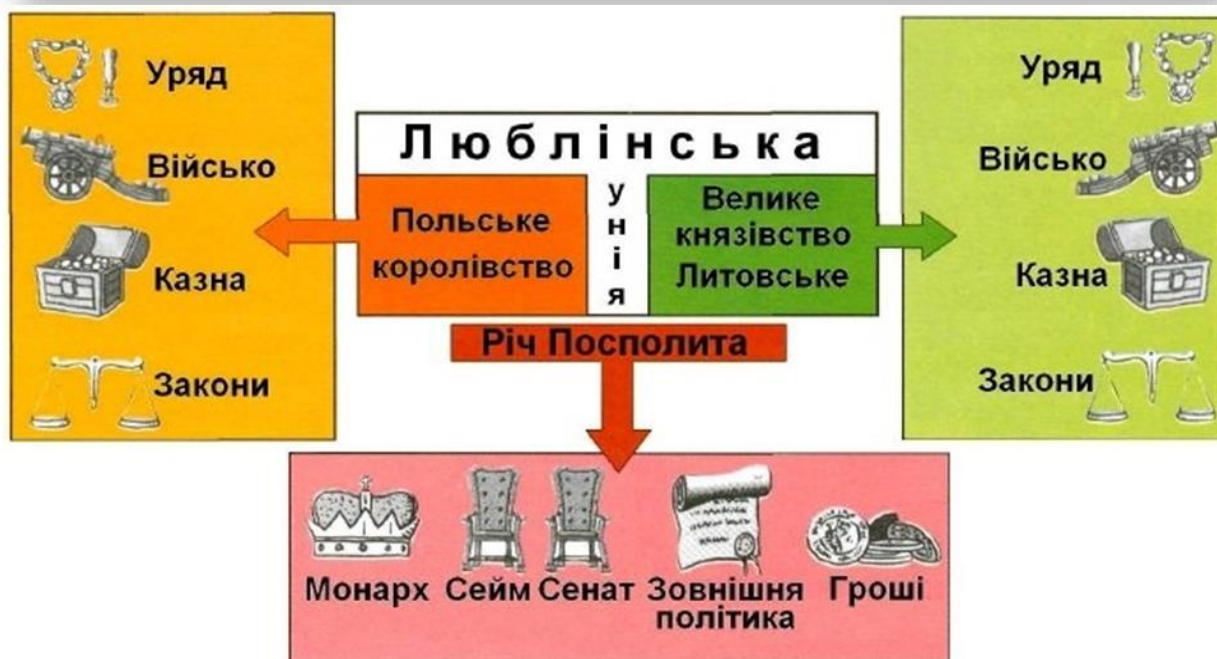 Уряд
Військо
Казна
Закони
Люблінська
унія
Польське
королівство
Велике
князівство
Литовське
Річ Посполита
Уряд
Військо
Казна
Закони
Монарх
Сейм
Сенат
Зовнішня
політика
Гроші